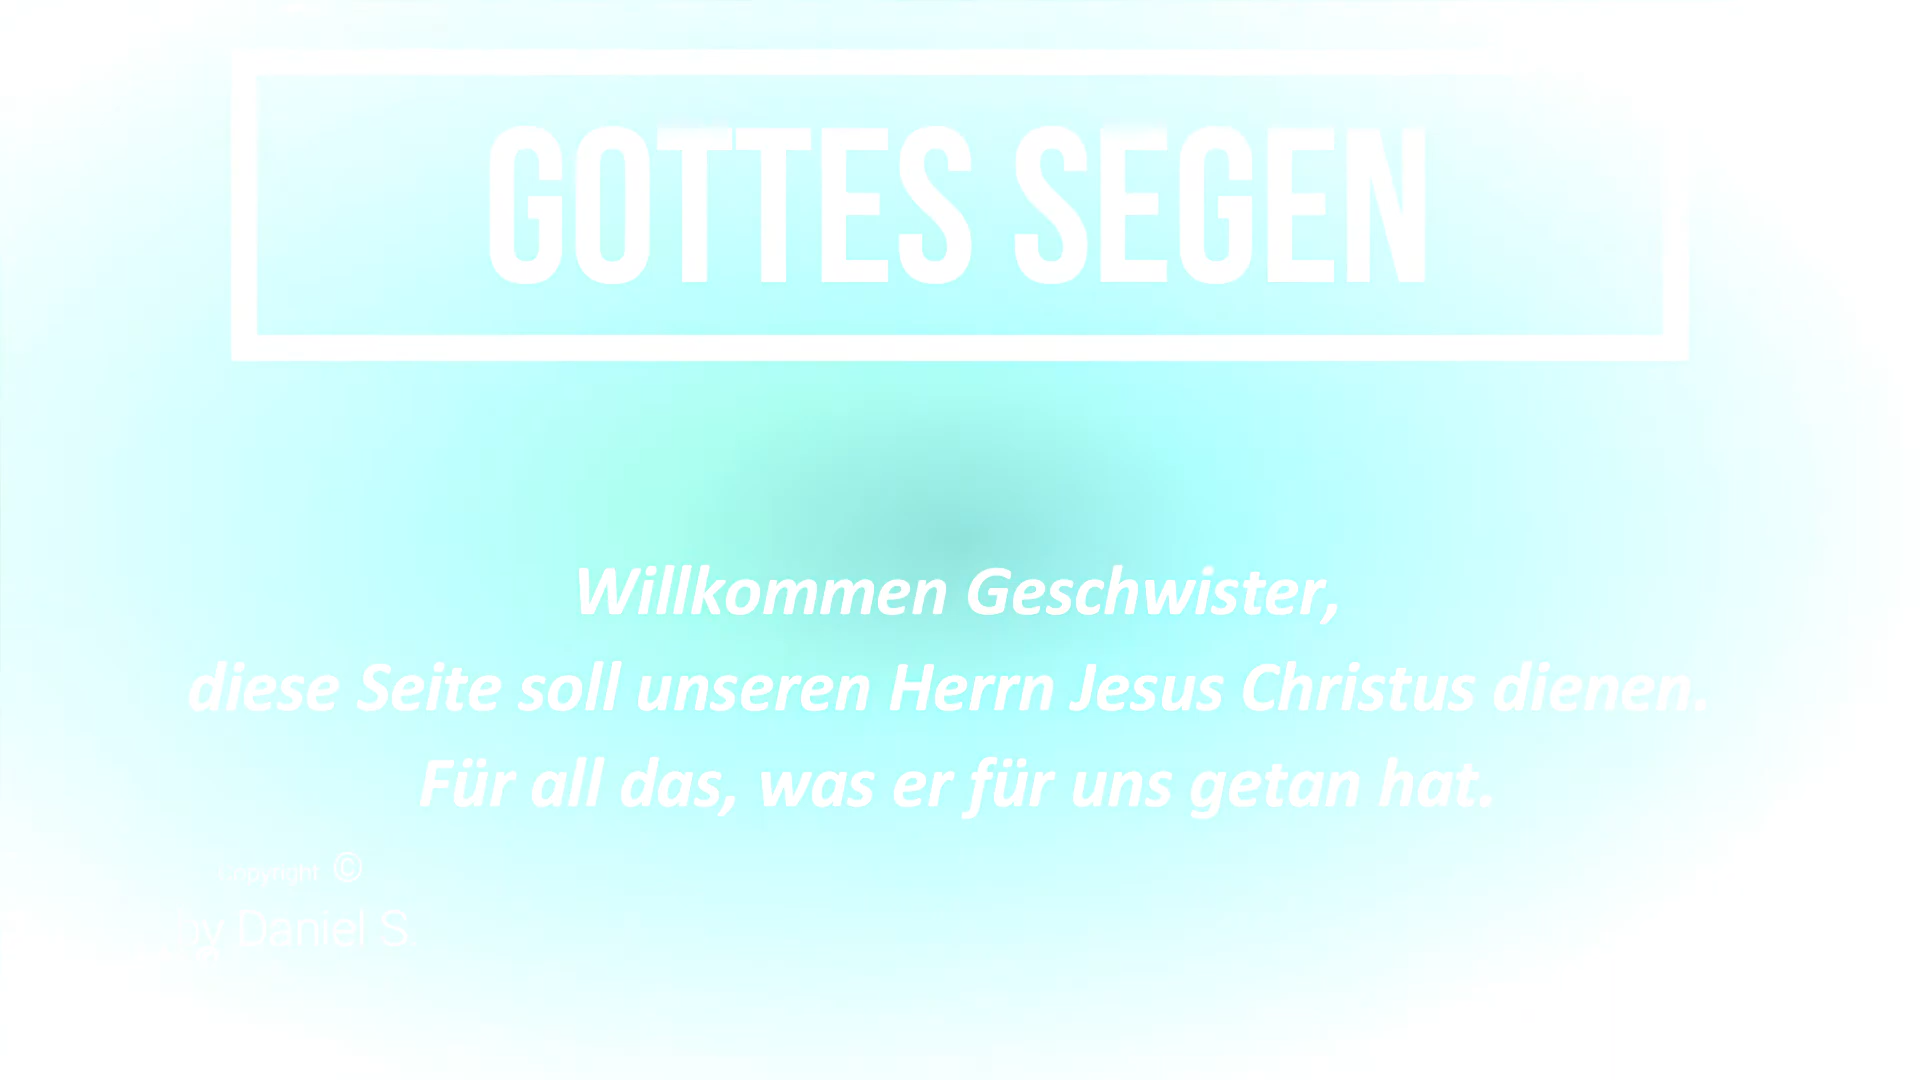 GOTTES SEGEN
Willkommen Geschwister,
diese Seite soll unseren Herrn Jesus Christus dienen.
Für all das, was er für uns getan hat.
Copyright ©
by Daniel S.